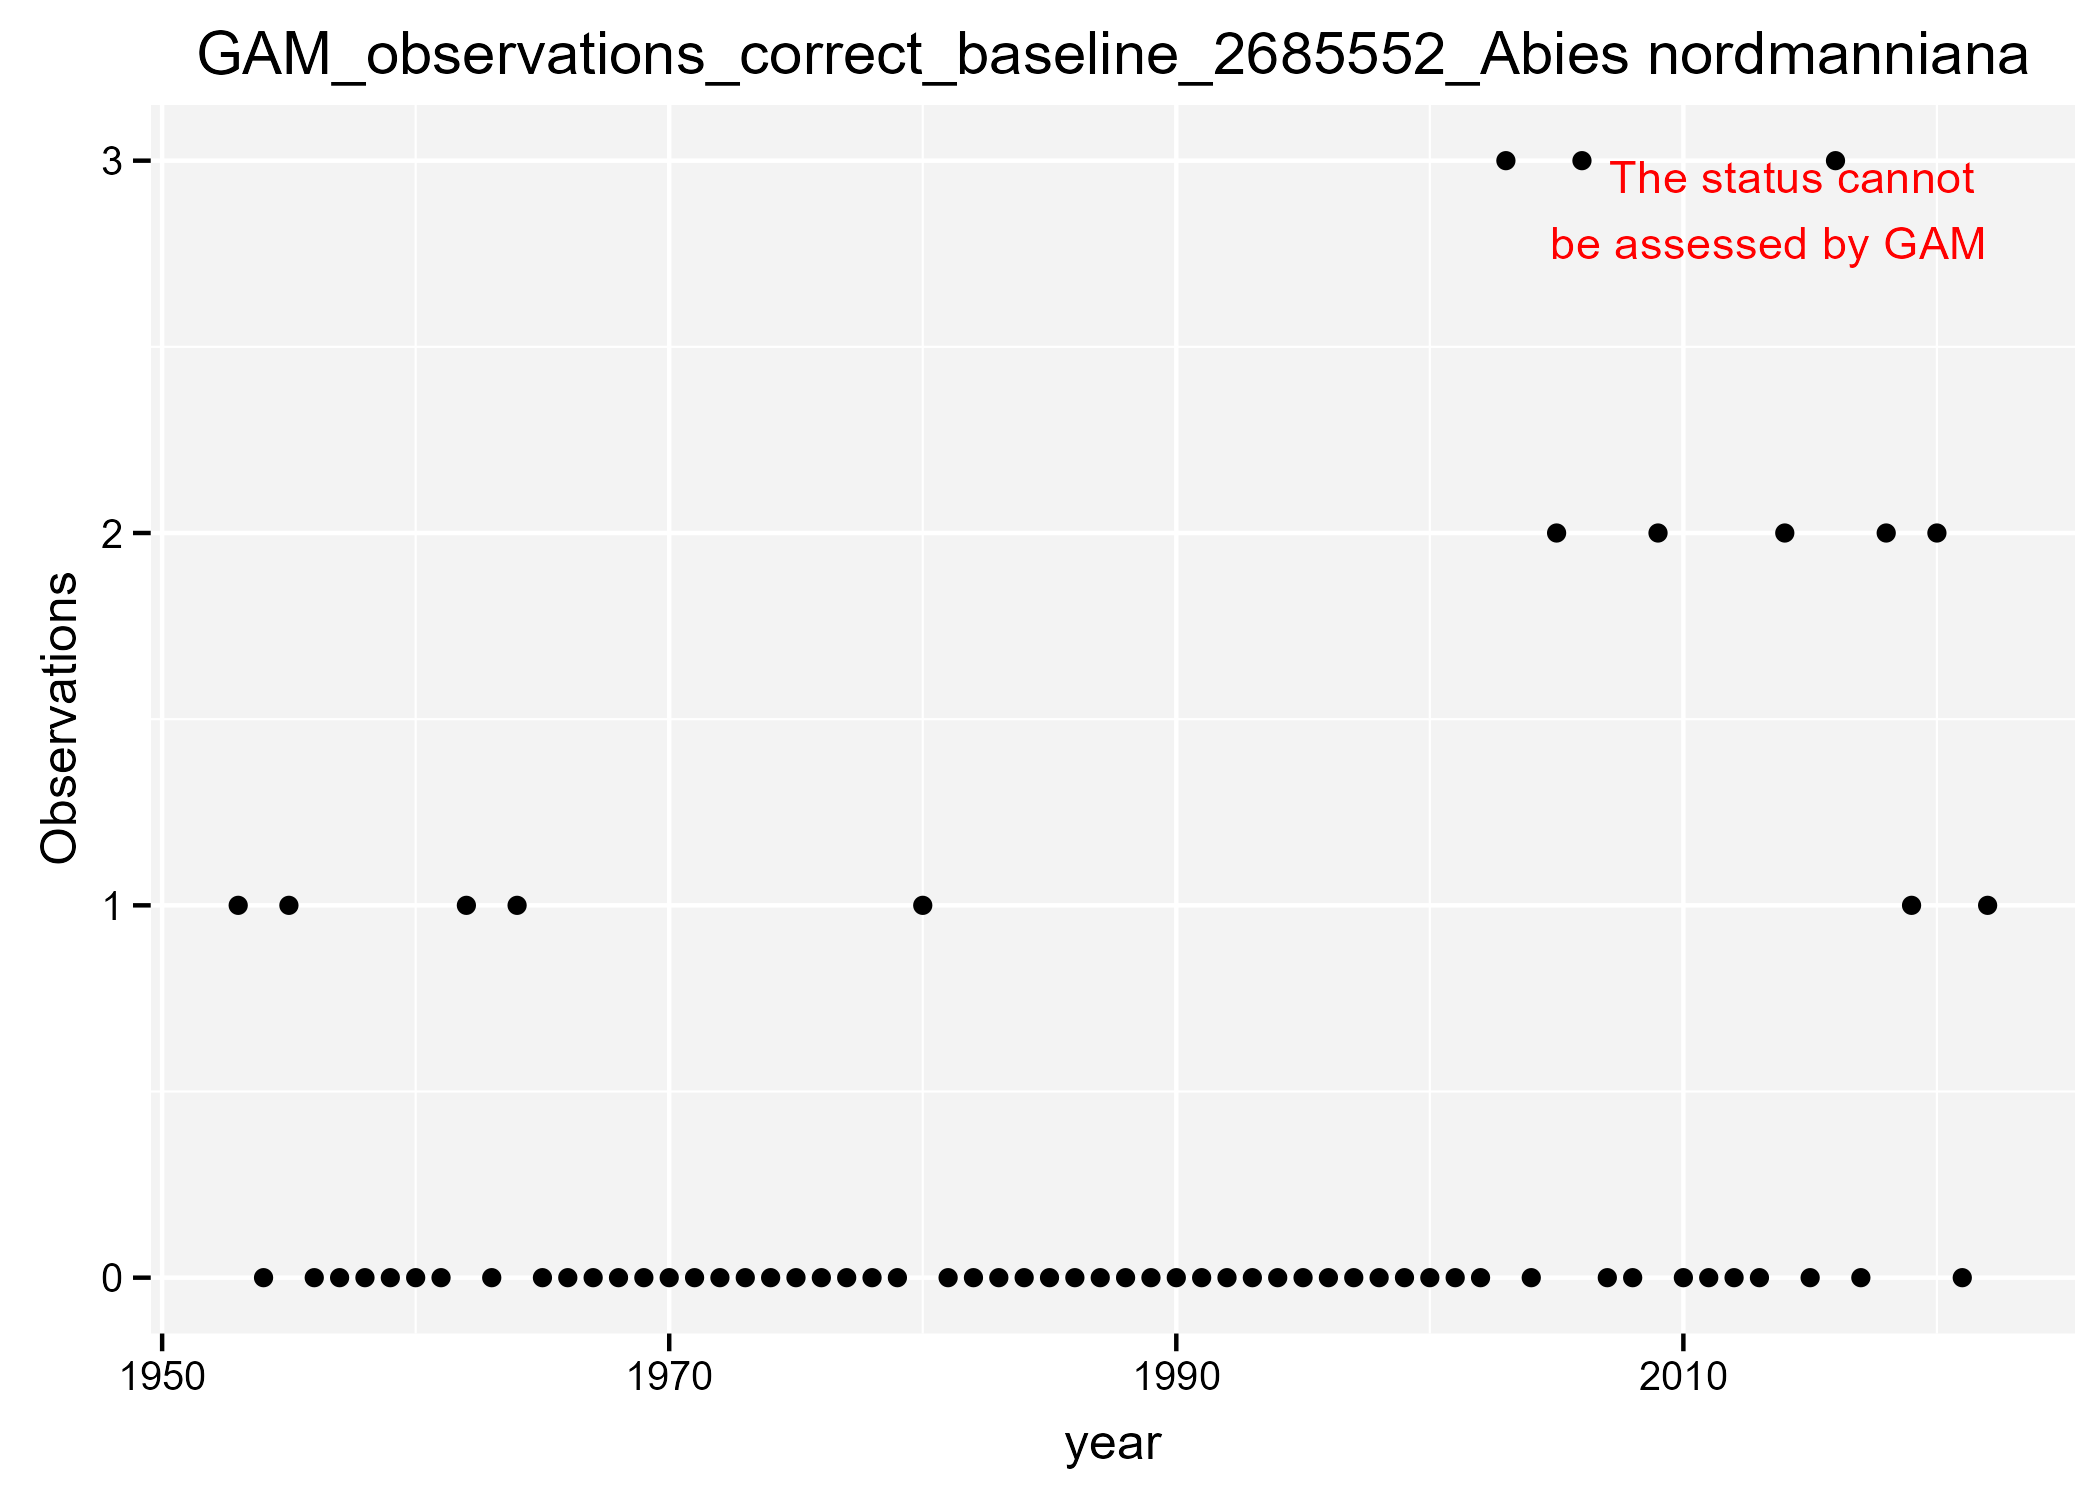 GAM_observations_correct_baseline_2685552_Abies nordmanniana
3
The status cannot
be assessed by GAM
2
Observations
1
0
1950 1970 1990 2010
year